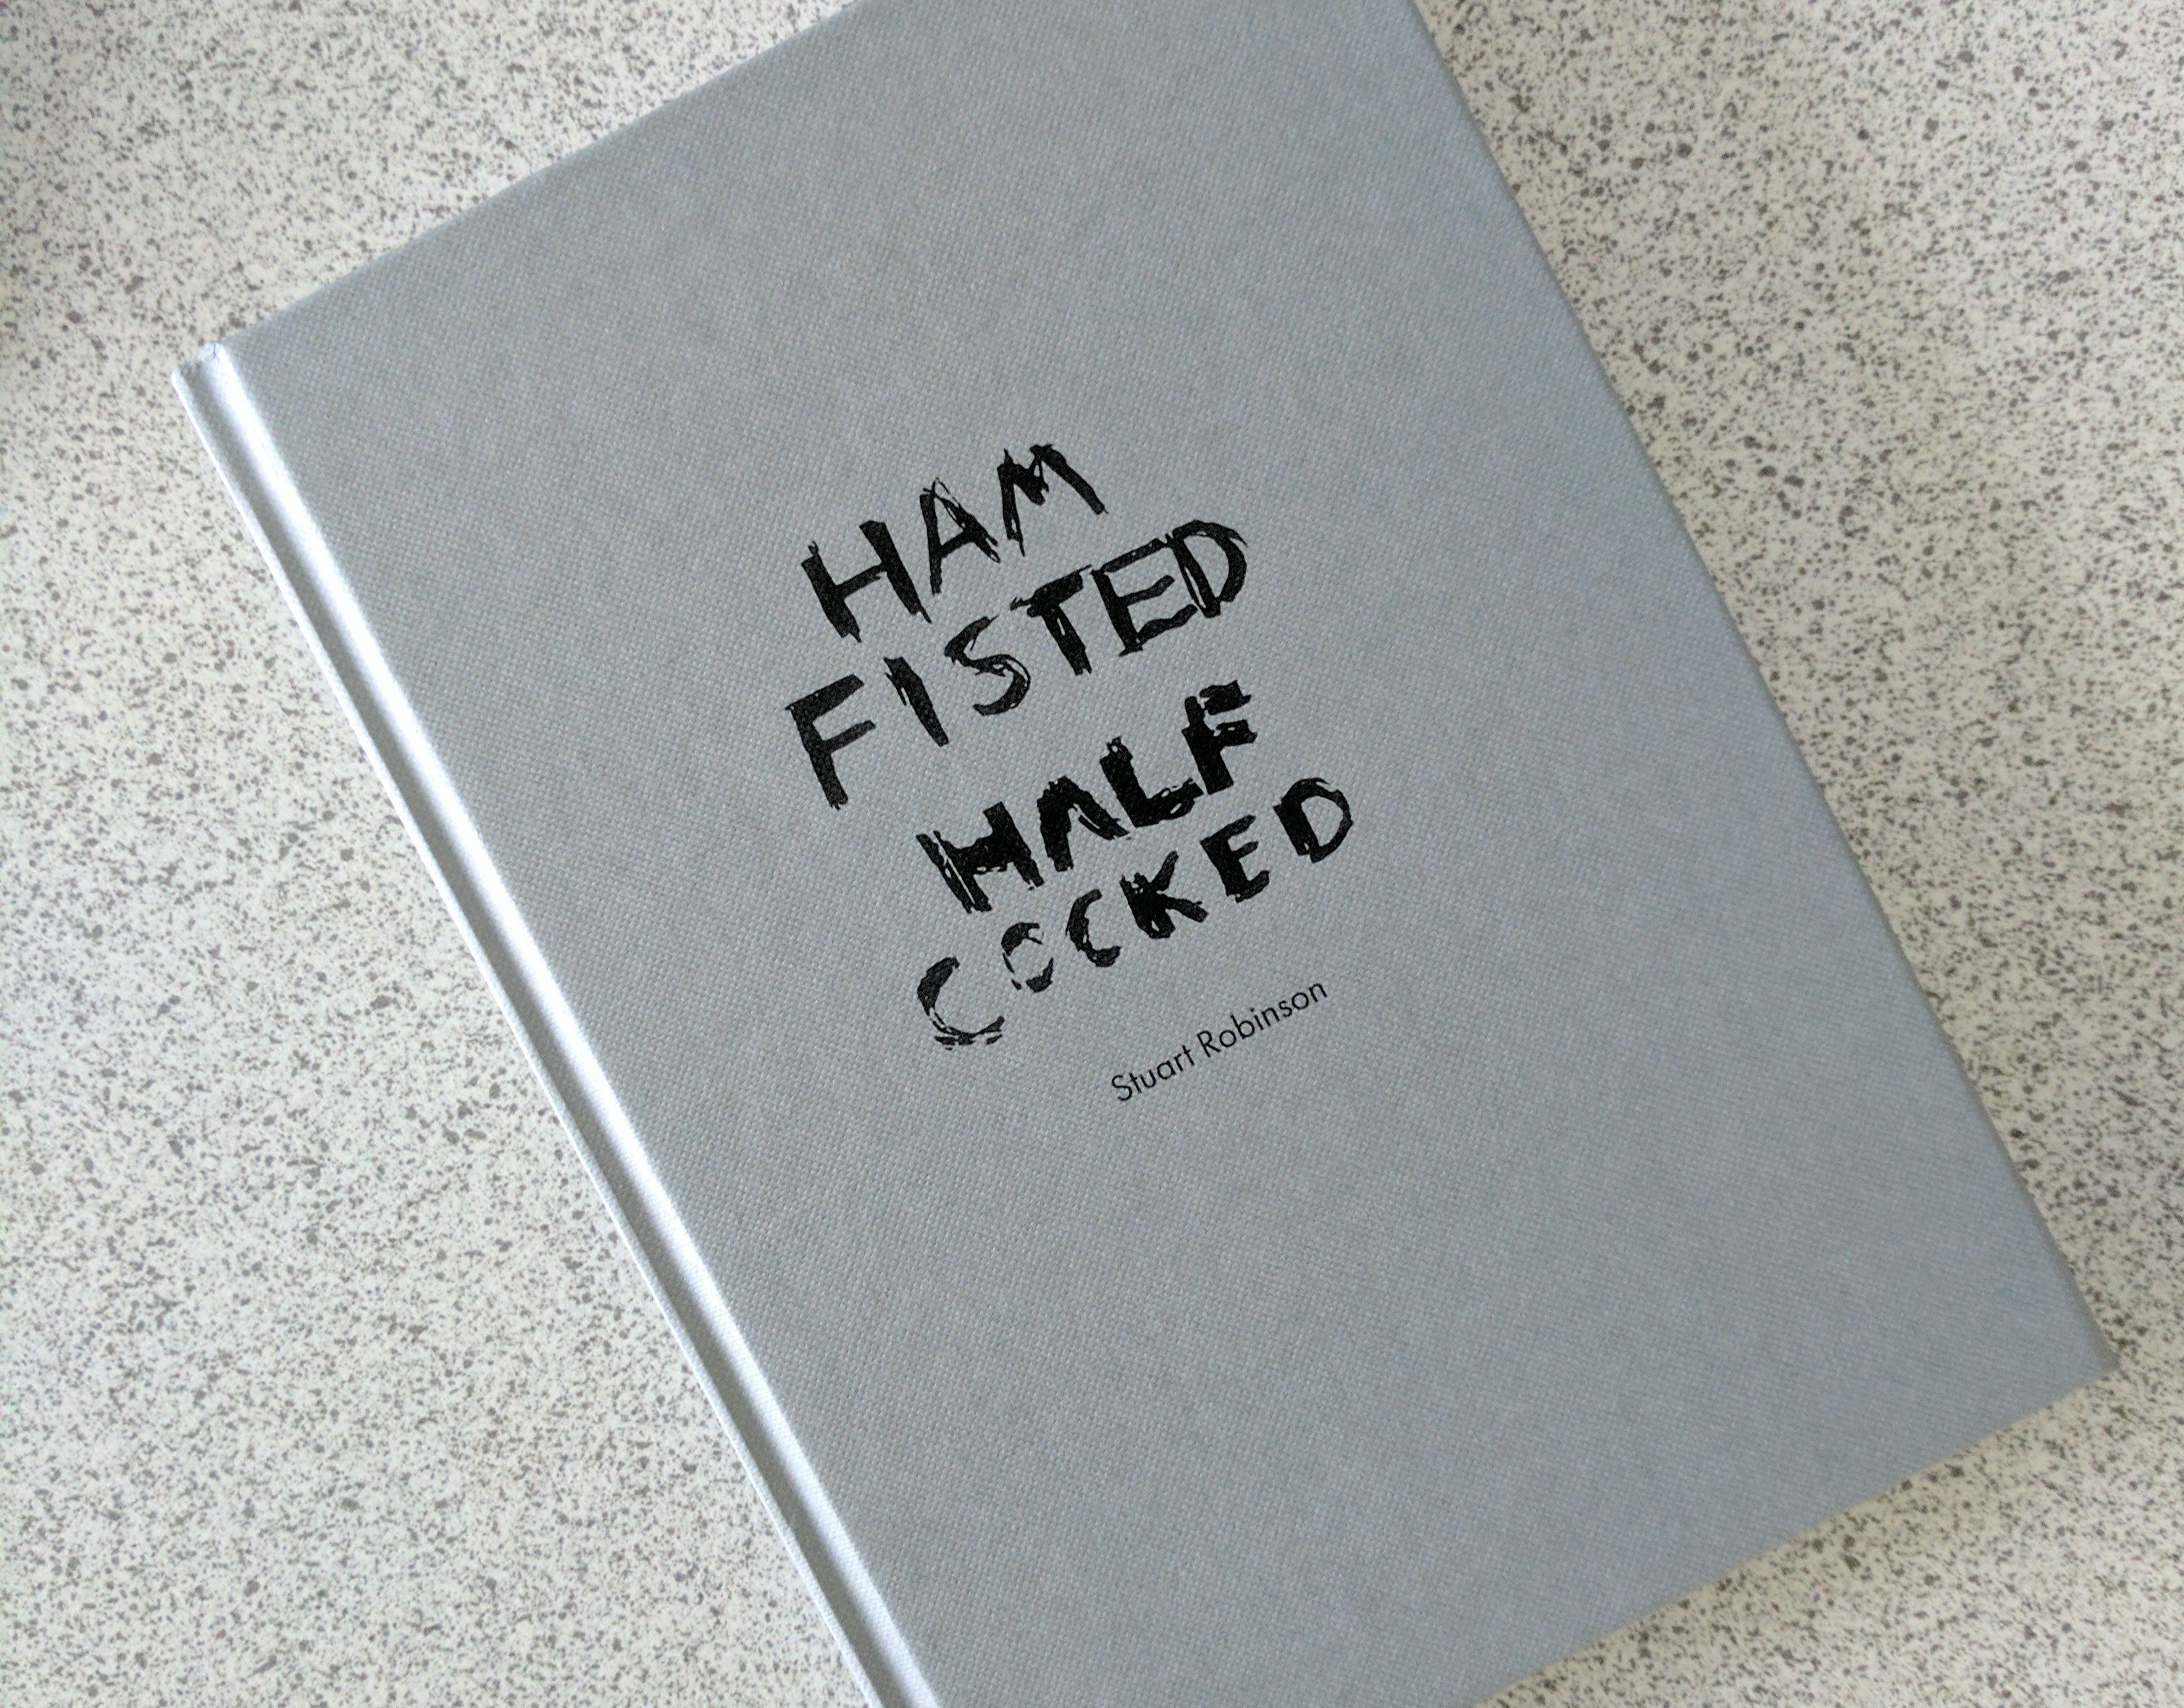 HAM
FISTED
HALF
COCKED
Stuart Robinson